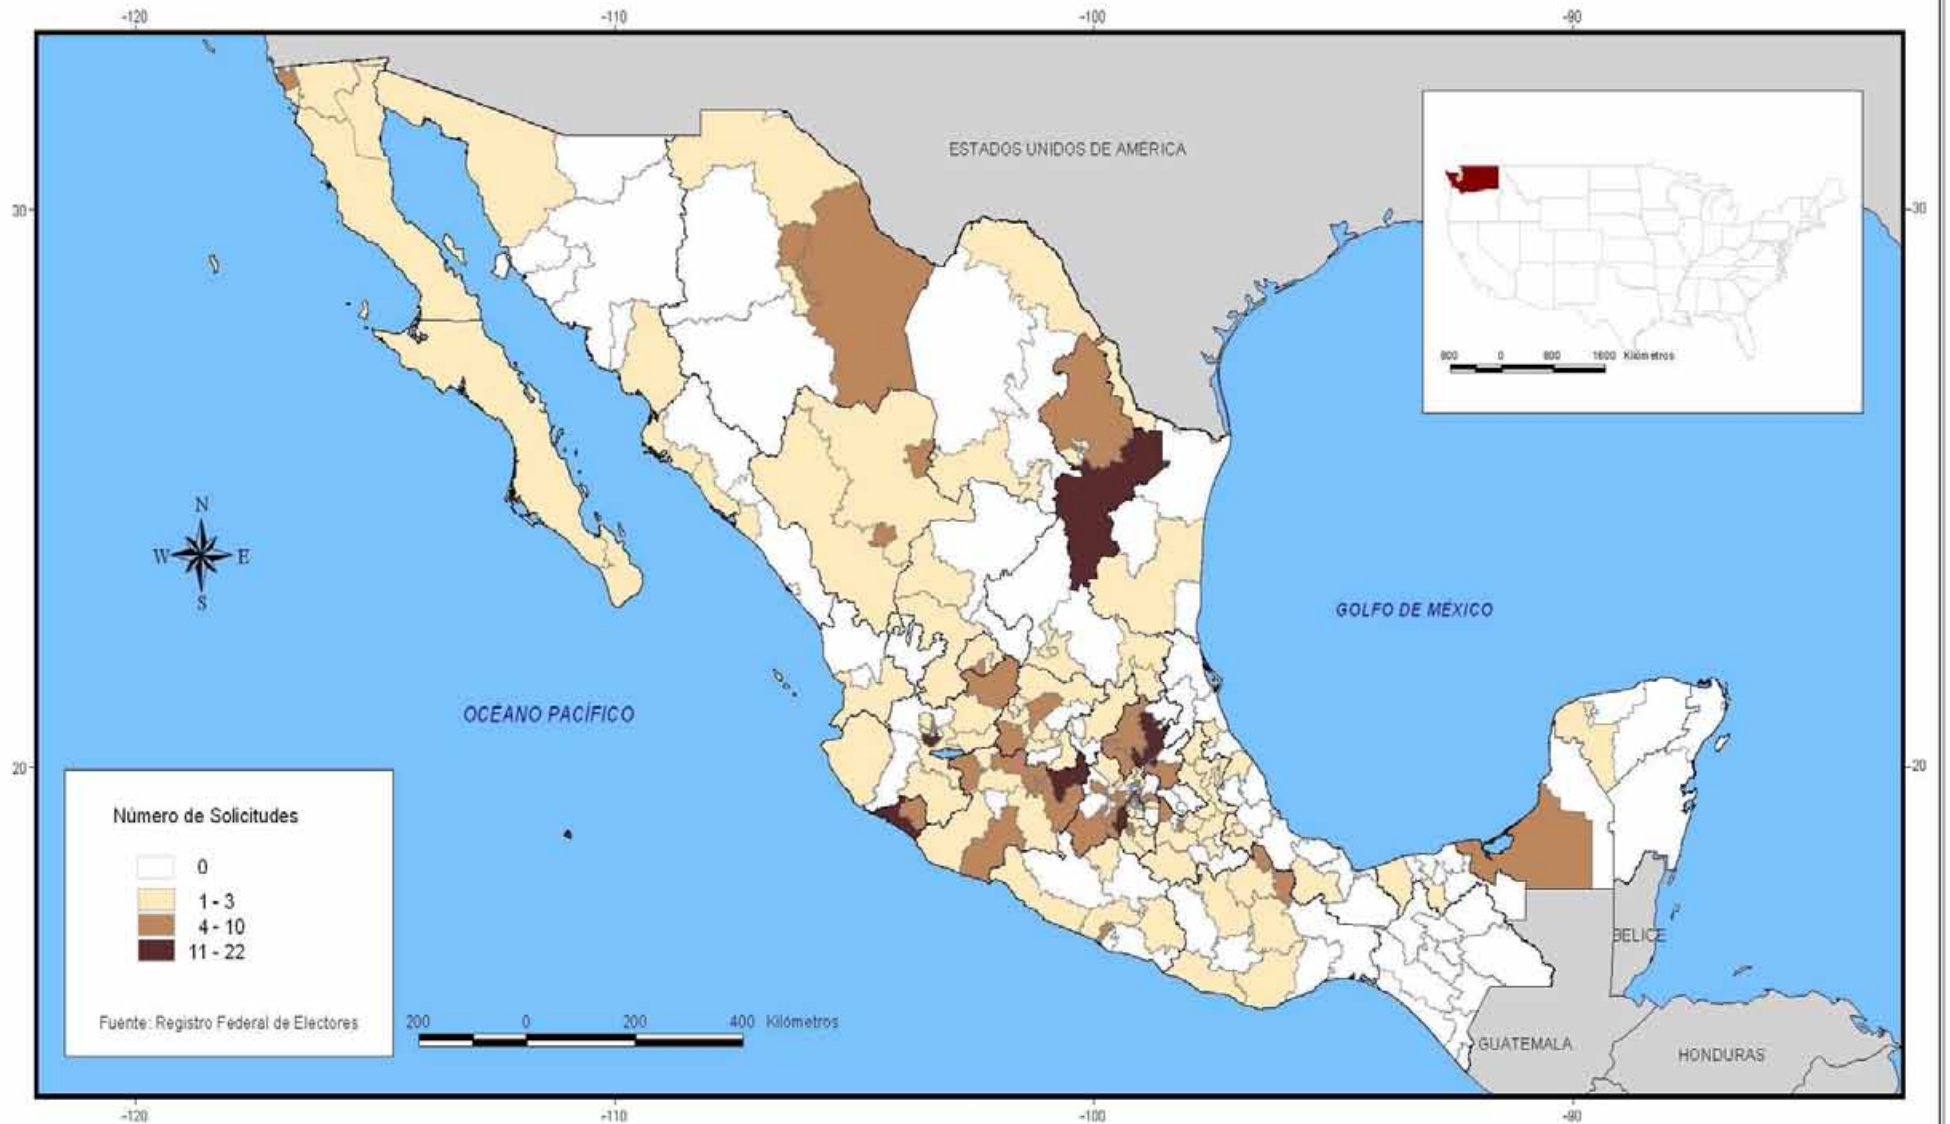 -120 -110 -100 -90
ESTADOS UNIDOS DE AMÉRICA
30 30
800 0 800 1600 Kilómetros
N
W E
S
GOLFO DE MÉXICO
OCÉANO PACÍFICO
20 20
Número de Solicitudes
0
1 - 3
4 - 10
11 - 22
Fuente: Registro Federal de Electores
200 0 200 400 Kilómetros
BELICE
GUATEMALA
HONDURAS
-120 -110 -100 -90